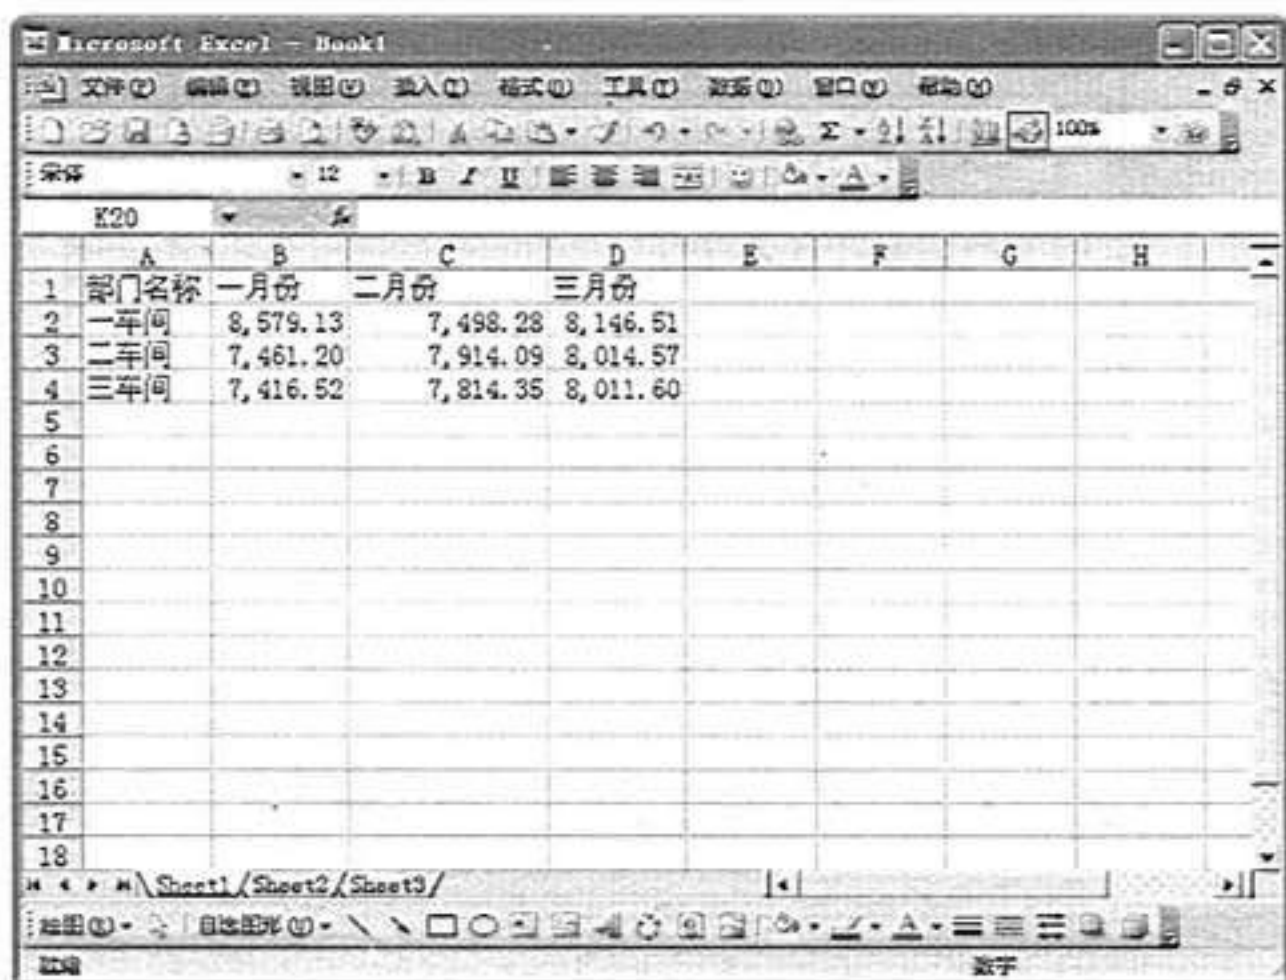 Microsoft Excel - Book1
文件(F) 编辑(E) 视图(V) 插入(I) 格式(O) 工具(T) 数据(D) 窗口(W) 帮助(H)
Σ 100%
宋体 12 B I U A
K20 fx
A B C D E F G H
1 部门名称 一月份 二月份 三月份
2 一车间 8,579.13 7,498.28 8,146.51
3 二车间 7,461.20 7,914.09 8,014.57
4 三车间 7,416.52 7,814.35 8,011.60
5
6
7
8
9
10
11
12
13
14
15
16
17
18
Sheet1 Sheet2 Sheet3
绘图(D) 自选图形(U) A
就绪 数字